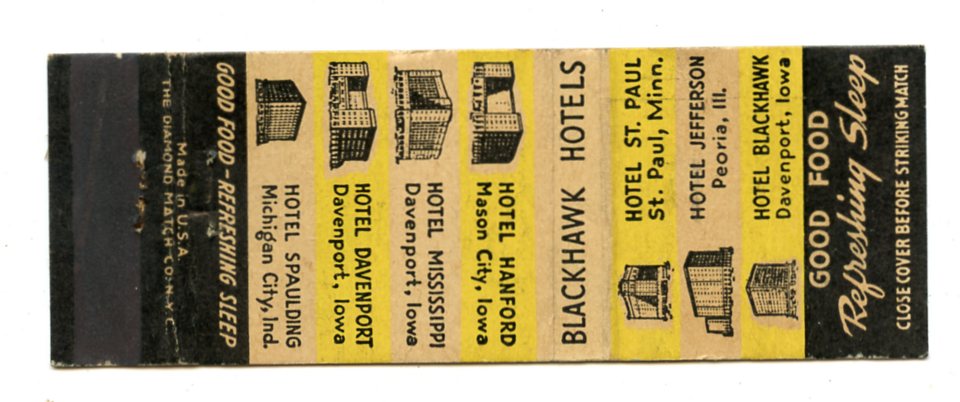 CLOSE COVER BEFORE STRIKING MATCH
Refreshing Sleep
GOOD FOOD
HOTEL BLACKHAWK
Davenport, Iowa
HOTEL JEFFERSON
Peoria, Ill.
HOTEL ST. PAUL
St. Paul, Minn.
BLACKHAWK HOTELS
HOTEL HANFORD
Mason City, Iowa
HOTEL MISSISSIPPI
Davenport, Iowa
HOTEL DAVENPORT
Davenport, Iowa
HOTEL SPAULDING
Michigan City, Ind.
GOOD FOOD - REFRESHING SLEEP
Made in U.S.A.
THE DIAMOND MATCH CO. N.Y.C.